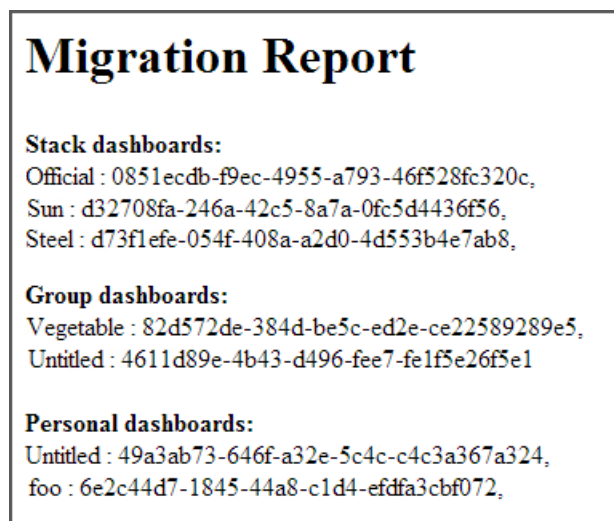 Migration Report
Stack dashboards:
Official : 0851ecdb-f9ec-4955-a793-46f528fc320c,
Sun : d32708fa-246a-42c5-8a7a-0fc5d4436f56,
Steel : d73f1efe-054f-408a-a2d0-4d553b4e7ab8,
Group dashboards:
Vegetable : 82d572de-384d-be5c-ed2e-ce22589289e5,
Untitled : 4611d89e-4b43-d496-fee7-fe1f5e26f5e1
Personal dashboards:
Untitled : 49a3ab73-646f-a32e-5c4c-c4c3a367a324,
foo : 6e2c44d7-1845-44a8-c1d4-efdfa3cbf072,